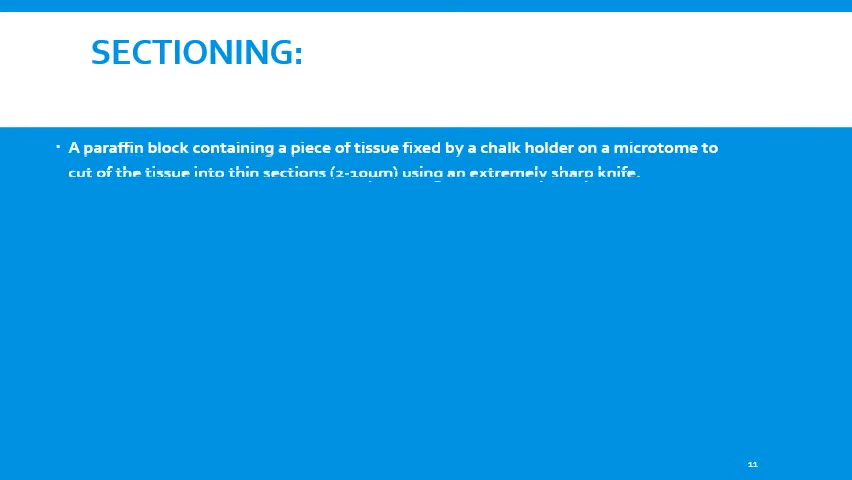 SECTIONING:
· A paraffin block containing a piece of tissue fixed by a chalk holder on a microtome to
cut of the tissue into thin sections (2-10um) using an extremely sharp knife.
11